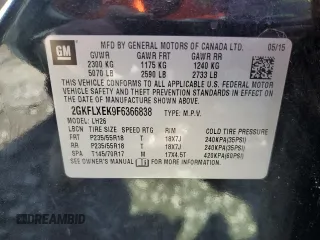 GM
MFD BY GENERAL MOTORS OF CANADA LTD. 05/15
GVWR GAWR FRT GAWR RR
2300 KG 1175 KG 1240 KG
5070 LB 2590 LB 2733 LB
THIS VEHICLE CONFORMS TO ALL APPLICABLE U.S. FEDERAL
MOTOR VEHICLE SAFETY, BUMPER, AND THEFT PREVENTION
STANDARDS IN EFFECT ON THE DATE OF MANUFACTURE SHOWN ABOVE.
2GKFLXEK9F6366838 TYPE: M.P.V.
MODEL: LH26
TIRE SIZE SPEED RTG RIM COLD TIRE PRESSURE
FRT P235/55R18 T 18X7J 240KPA(35PSI)
RR P235/55R18 T 18X7J 240KPA(35PSI)
SPA T145/70R17 M 17X4.5T 420KPA(60PSI)
SEE OWNER'S MANUAL FOR ADDITIONAL INFORMATION.